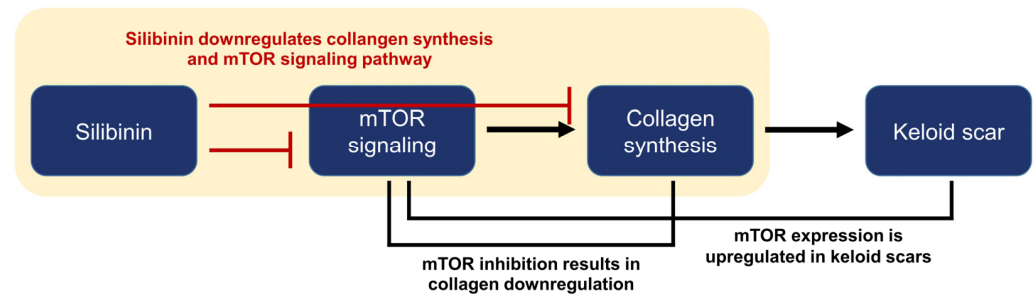 Silibinin downregulates collangen synthesis
and mTOR signaling pathway
Silibinin
mTOR
signaling
Collagen
synthesis
Keloid scar
mTOR expression is
upregulated in keloid scars
mTOR inhibition results in
collagen downregulation